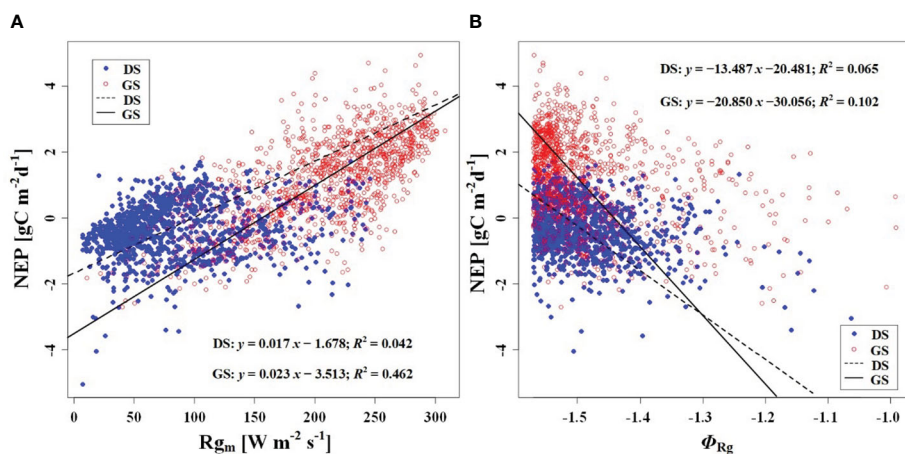 A
B
DS
GS
DS
GS
DS: y = −13.487 x −20.481; R² = 0.065
GS: y = −20.850 x −30.056; R² = 0.102
NEP [gC m⁻²d⁻¹]
4
2
0
-2
-4
NEP [gC m⁻²d⁻¹]
4
2
0
-2
-4
DS: y = 0.017 x − 1.678; R² = 0.042
GS: y = 0.023 x − 3.513; R² = 0.462
DS
GS
DS
GS
0 50 100 150 200 250 300
-1.5 -1.4 -1.3 -1.2 -1.1 -1.0
Rgₘ [W m⁻² s⁻¹]
Φ_Rg